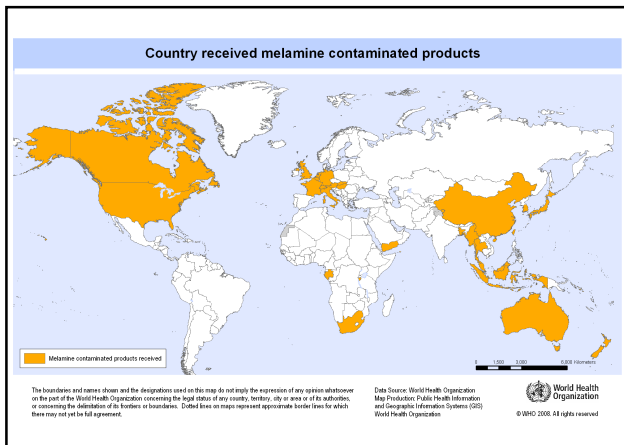 Country received melamine contaminated products
Melamine contaminated products received
0 1,500 3,000 6,000 Kilometers
The boundaries and names shown and the designations used on this map do not imply the expression of any opinion whatsoever
on the part of the World Health Organization concerning the legal status of any country, territory, city or area or of its authorities,
or concerning the delimitation of its frontiers or boundaries. Dotted lines on maps represent approximate border lines for which
there may not yet be full agreement.
Data Source: World Health Organization
Map Production: Public Health Information
and Geographic Information Systems (GIS)
World Health Organization
World Health
Organization
© WHO 2008. All rights reserved